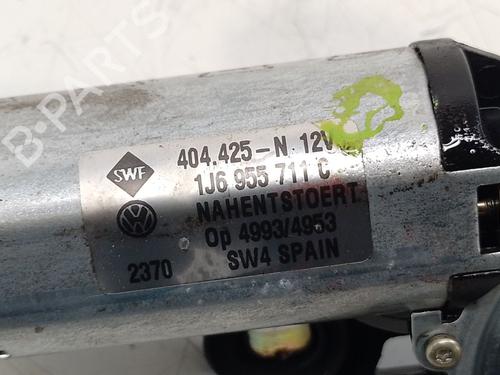 B-PARTS
SWF
404.425-N 12V
1J6 955 711 C
NAHENTSTOERT
Op 4993/4953
2370 SW4 SPAIN